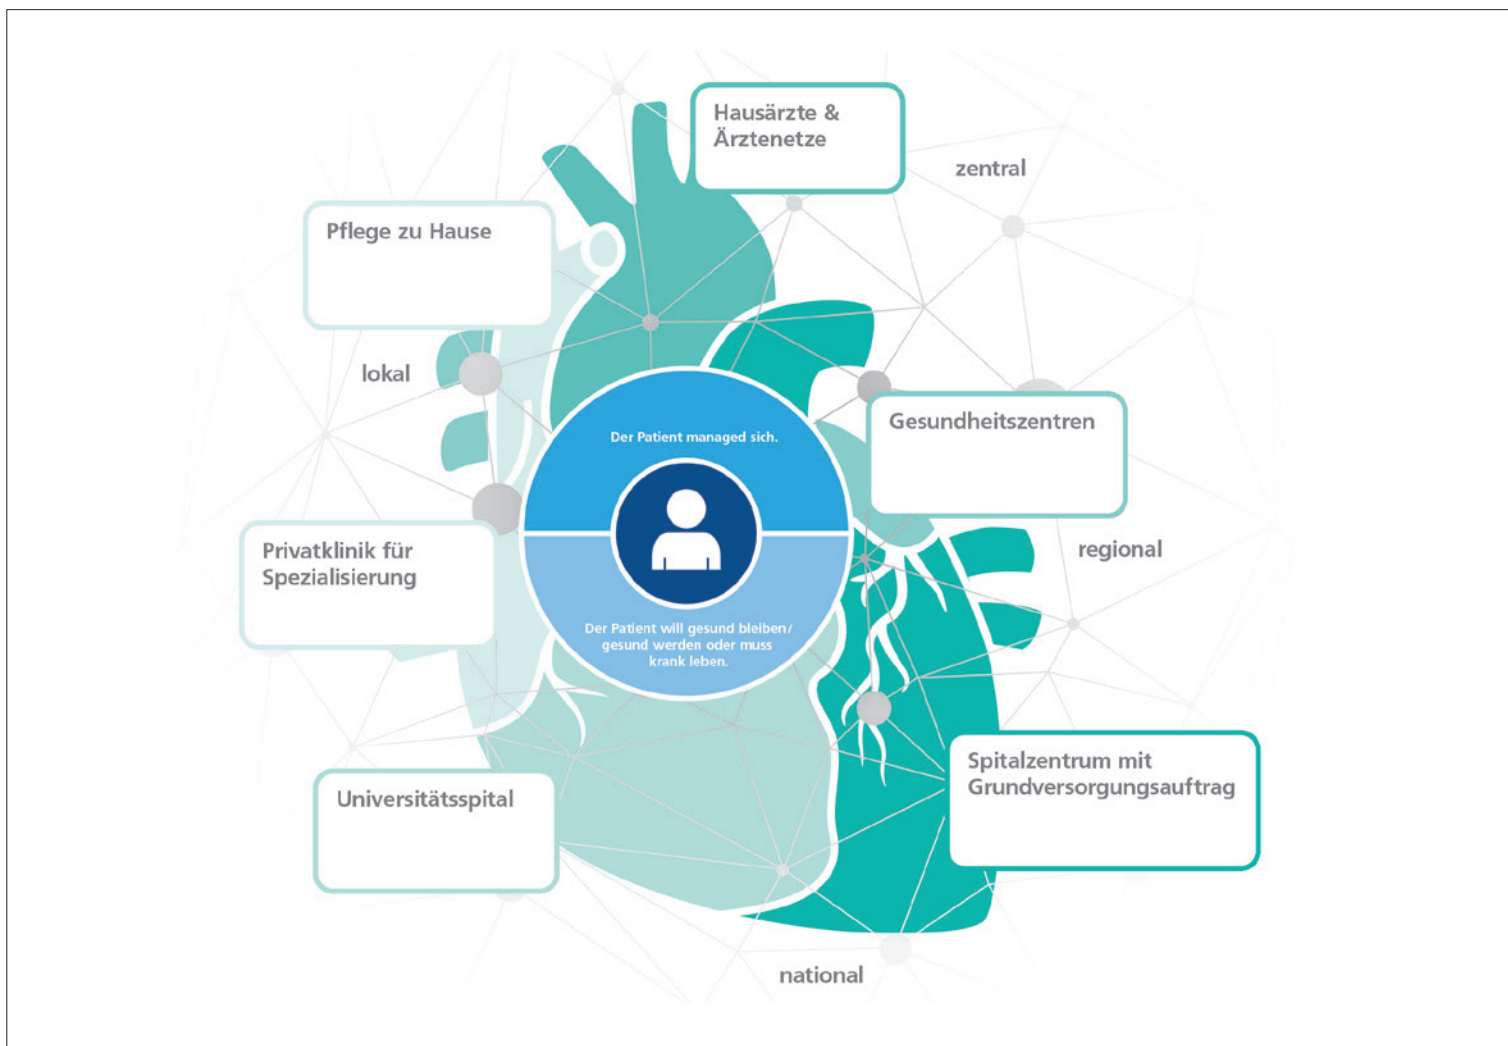 Hausärzte &
Ärztenetze
zentral
Pflege zu Hause
lokal
Der Patient managed sich.
Gesundheitszentren
regional
Privatklinik für
Spezialisierung
Der Patient will gesund bleiben/
gesund werden oder muss
krank leben.
Spitalzentrum mit
Grundversorgungsauftrag
Universitätsspital
national